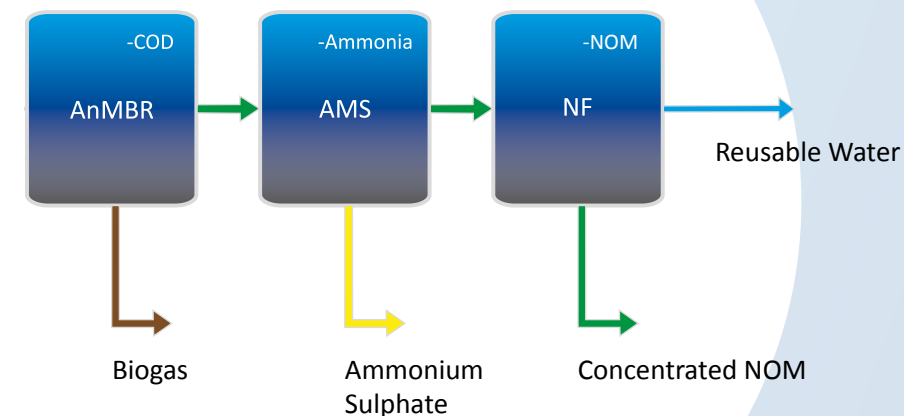 -COD
-Ammonia
-NOM
AnMBR
AMS
NF
Reusable Water
Biogas
Ammonium
Sulphate
Concentrated NOM